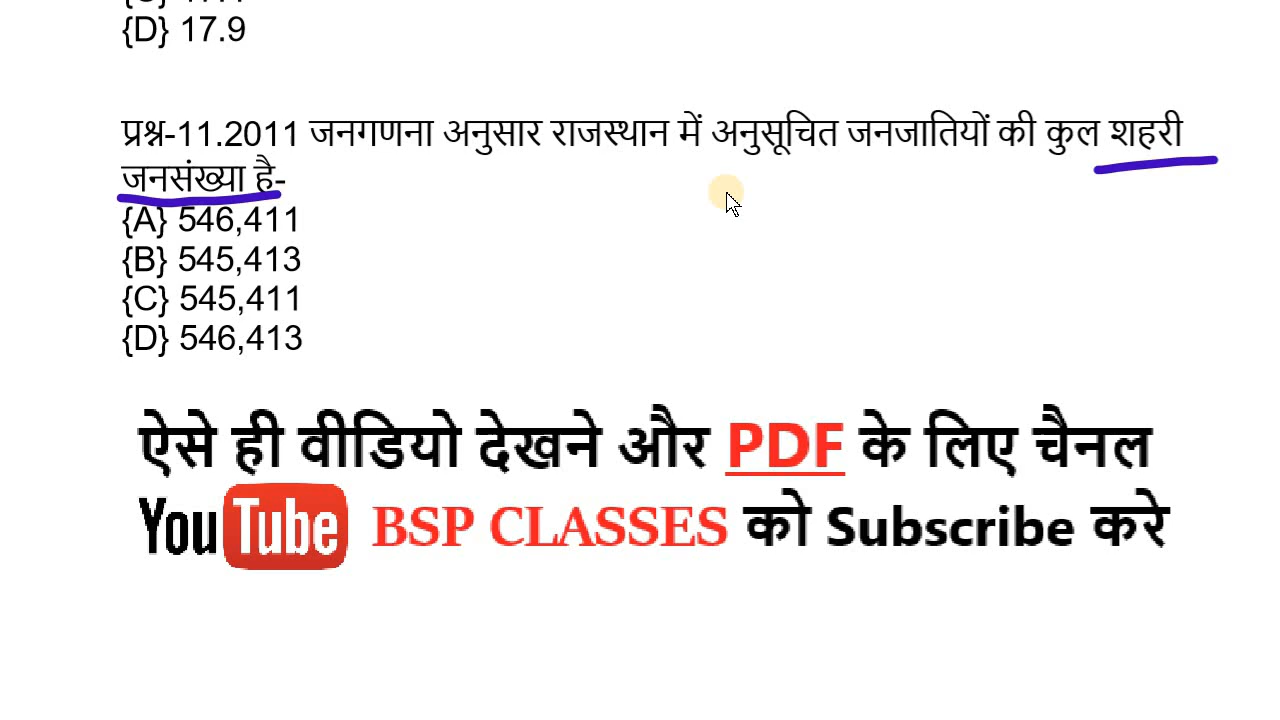 {D} 17.9
प्रश्न-11.2011 जनगणना अनुसार राजस्थान में अनुसूचित जनजातियों की कुल शहरी
जनसंख्या है-
{A} 546,411
{B} 545,413
{C} 545,411
{D} 546,413
ऐसे ही वीडियो देखने और PDF के लिए चैनल
YouTube BSP CLASSES को Subscribe करे